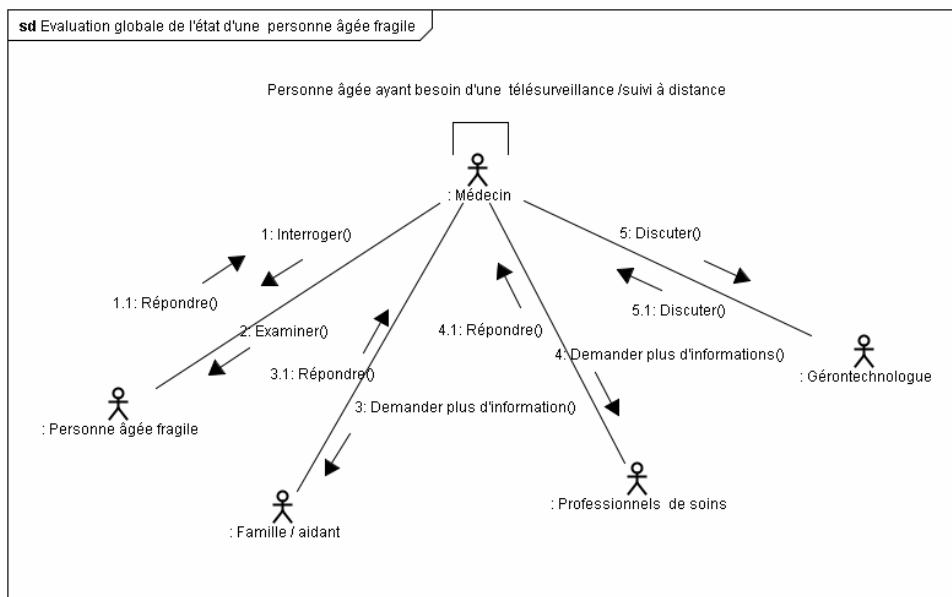 sd Evaluation globale de l'état d'une personne âgée fragile
Personne âgée ayant besoin d'une télésurveillance /suivi à distance
: Médecin
1: Interroger()
5: Discuter()
1.1: Répondre()
5.1: Discuter()
2: Examiner()
4.1: Répondre()
4: Demander plus d'informations()
3.1: Répondre()
: Gérontechnologue
3: Demander plus d'information()
: Personne âgée fragile
: Professionnels de soins
: Famille / aidant